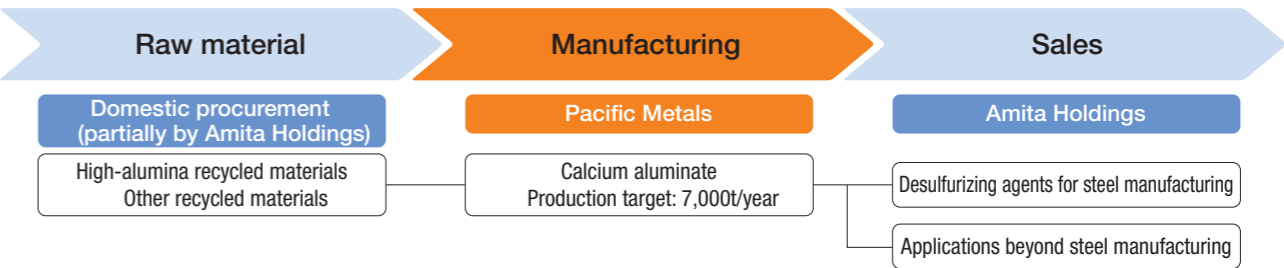 Raw material
Manufacturing
Sales
Domestic procurement
(partially by Amita Holdings)
Pacific Metals
Amita Holdings
High-alumina recycled materials
Other recycled materials
Calcium aluminate
Production target: 7,000t/year
Desulfurizing agents for steel manufacturing
Applications beyond steel manufacturing